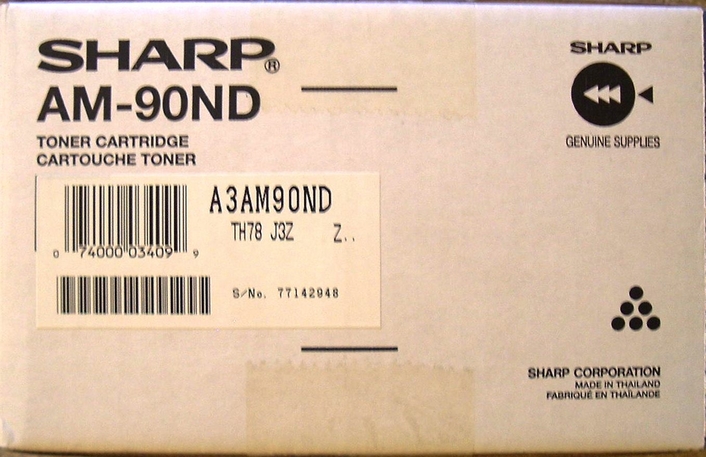 SHARP®
AM-90ND
TONER CARTRIDGE
CARTOUCHE TONER
A3AM90ND
TH78 J3Z Z..
0 74000 03409 9
S/No. 77142948
SHARP
GENUINE SUPPLIES
SHARP CORPORATION
MADE IN THAILAND
FABRIQUÉ EN THAÏLANDE